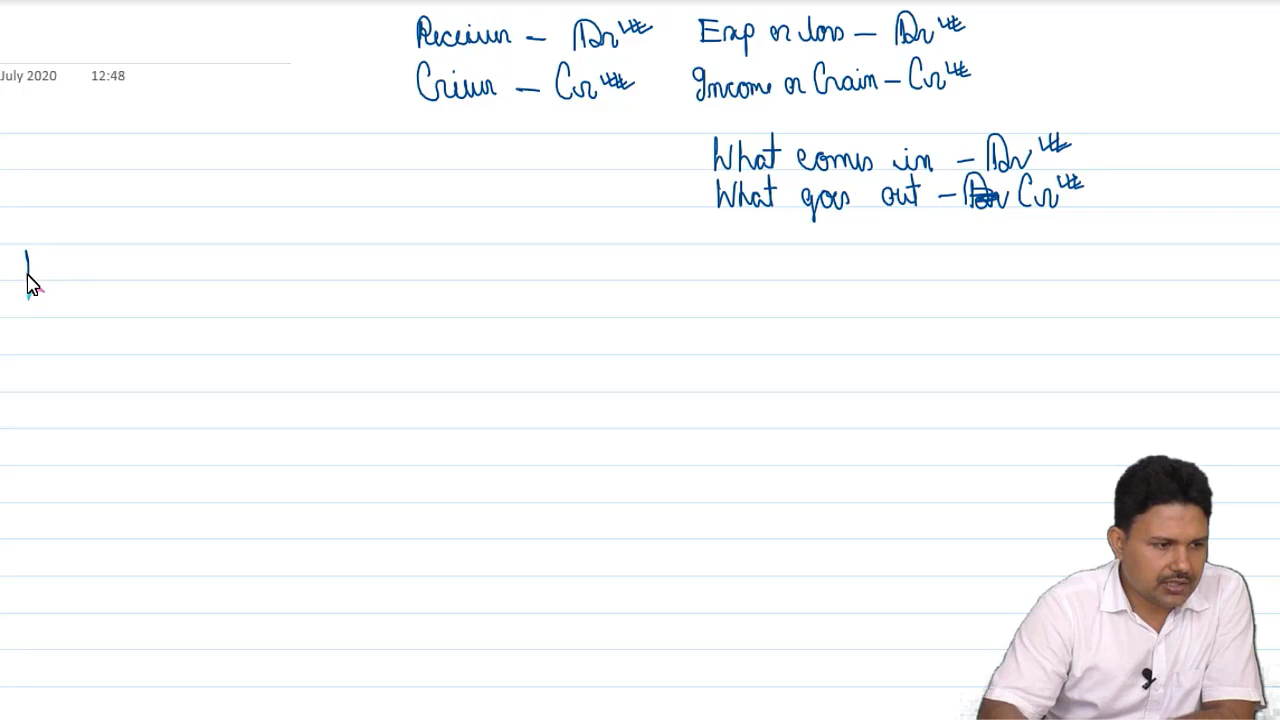 Receiver - Dr Exp or loss - Dr
July 2020 12:48
Giver - Cr Income or Gain - Cr
What comes in - Dr
What goes out - Cr